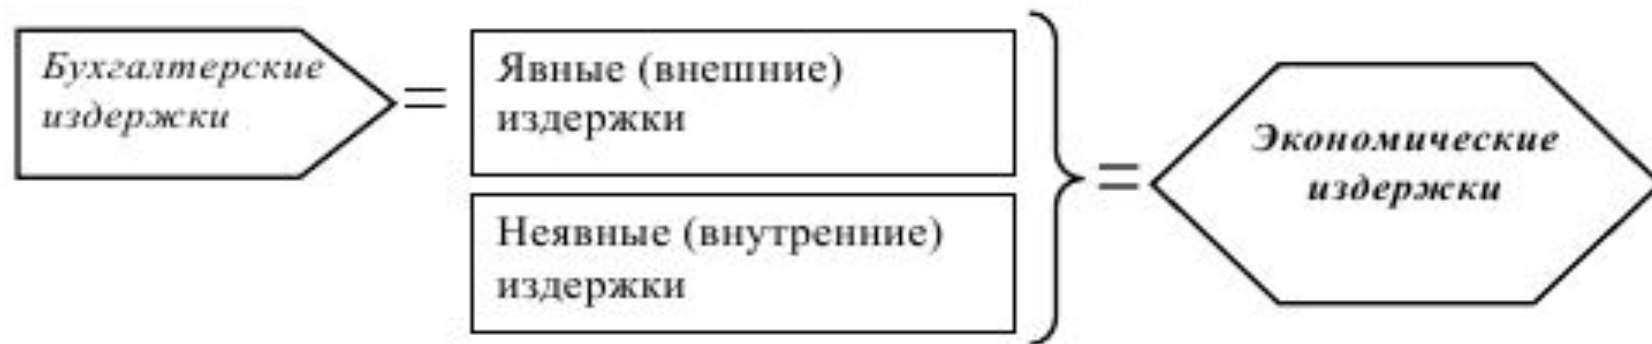 Бухгалтерские
издержки
=
Явные (внешние)
издержки
Неявные (внутренние)
издержки
=
Экономические
издержки